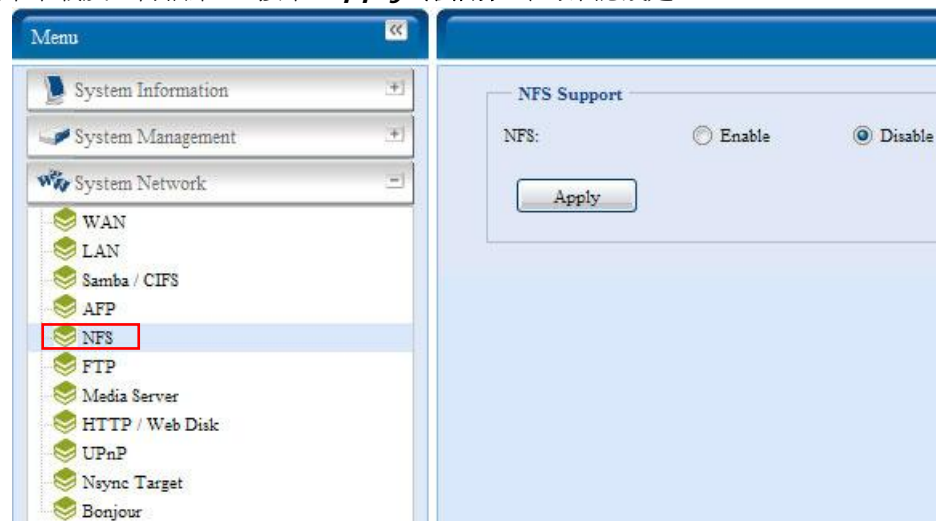 Apply
Menu
System Information
System Management
System Network
WAN
LAN
Samba / CIFS
AFP
NFS
FTP
Media Server
HTTP / Web Disk
UPnP
Nsync Target
Bonjour
NFS Support
NFS: Enable Disable
Apply